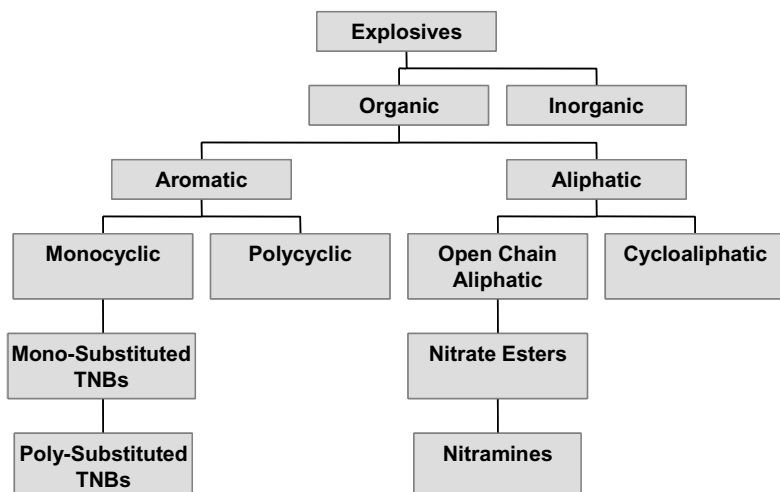 Explosives
Organic
Inorganic
Aromatic
Aliphatic
Monocyclic
Polycyclic
Open Chain
Aliphatic
Cycloaliphatic
Mono-Substituted
TNBs
Nitrate Esters
Poly-Substituted
TNBs
Nitramines